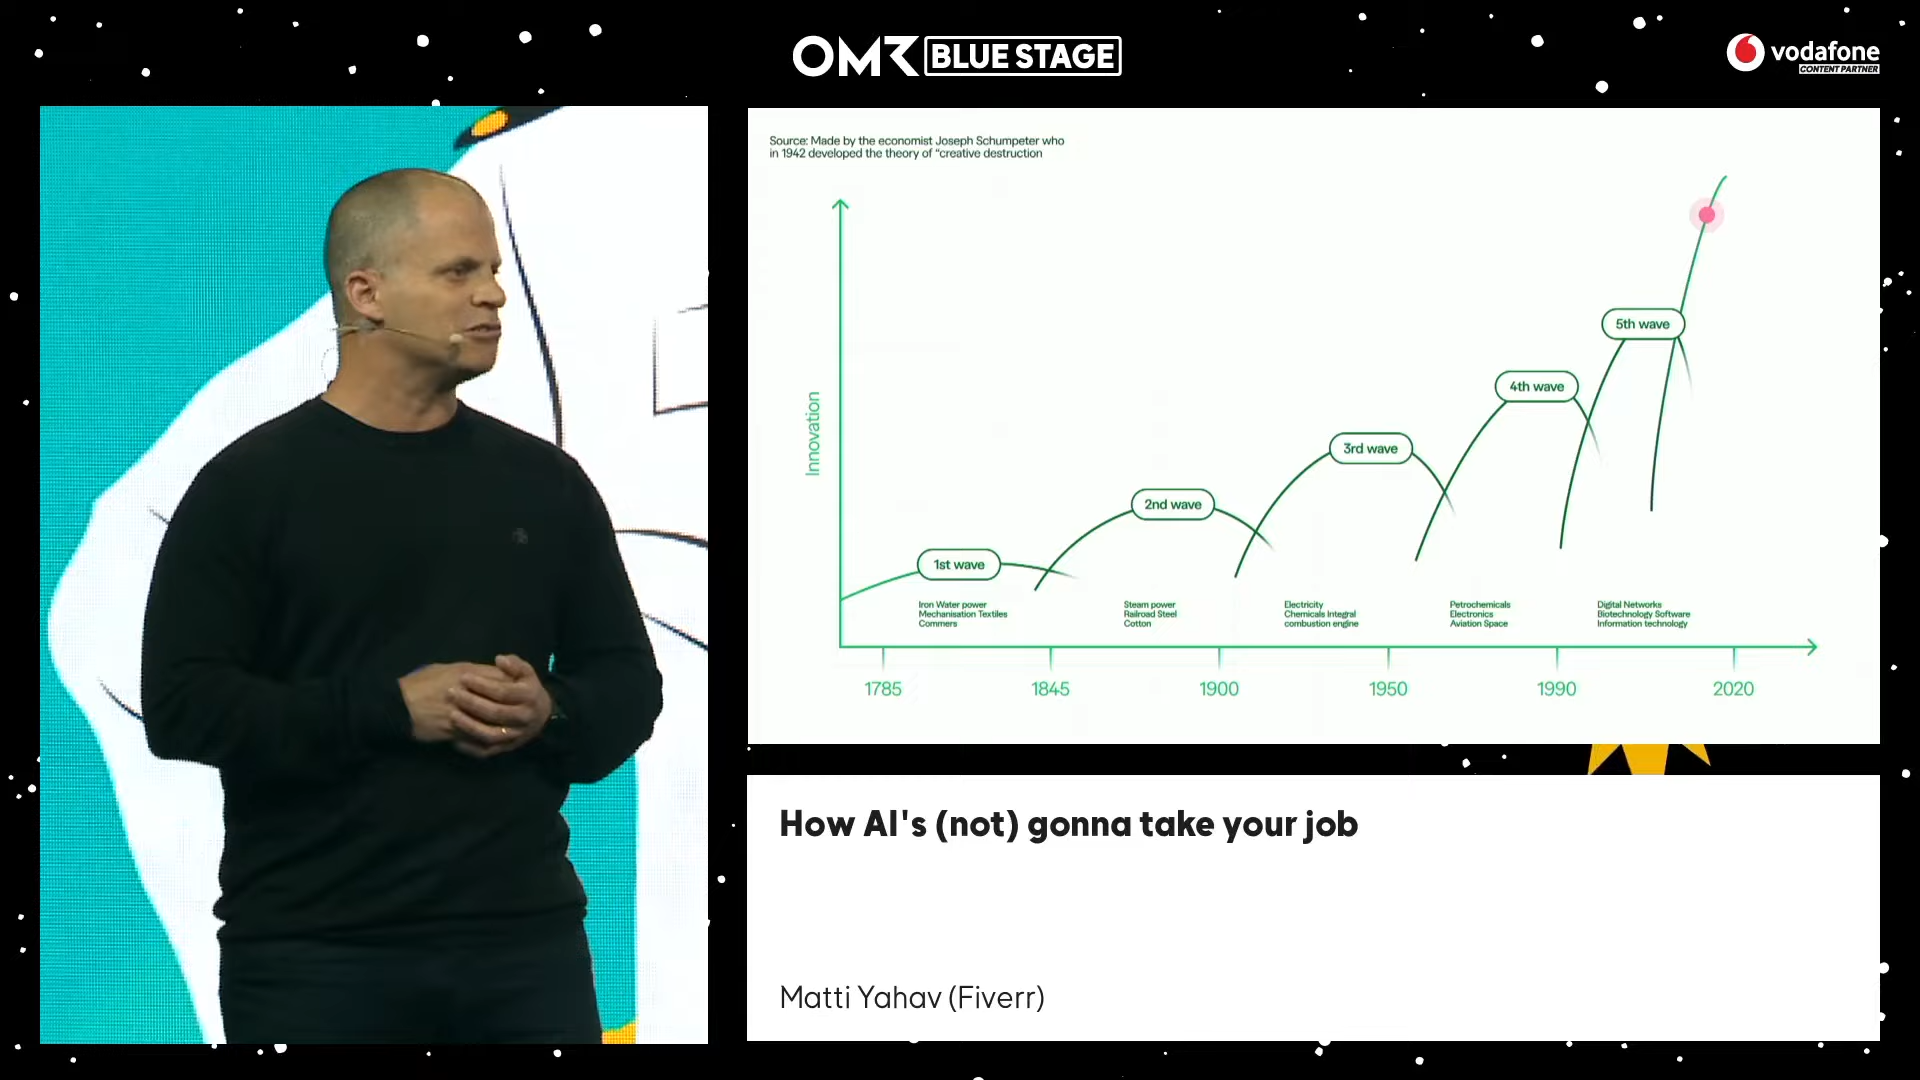 OMR BLUE STAGE
vodafone
CONTENT PARTNER
Source: Made by the economist Joseph Schumpeter who
in 1942 developed the theory of "creative destruction
Innovation
1st wave
2nd wave
3rd wave
4th wave
5th wave
Iron Water power
Mechanisation Textiles
Commers
Steam power
Railroad Steel
Cotton
Electricity
Chemicals Integral
combustion engine
Petrochemicals
Electronics
Aviation Space
Digital Networks
Biotechnology Software
Information technology
1785
1845
1900
1950
1990
2020
How AI's (not) gonna take your job
Matti Yahav (Fiverr)